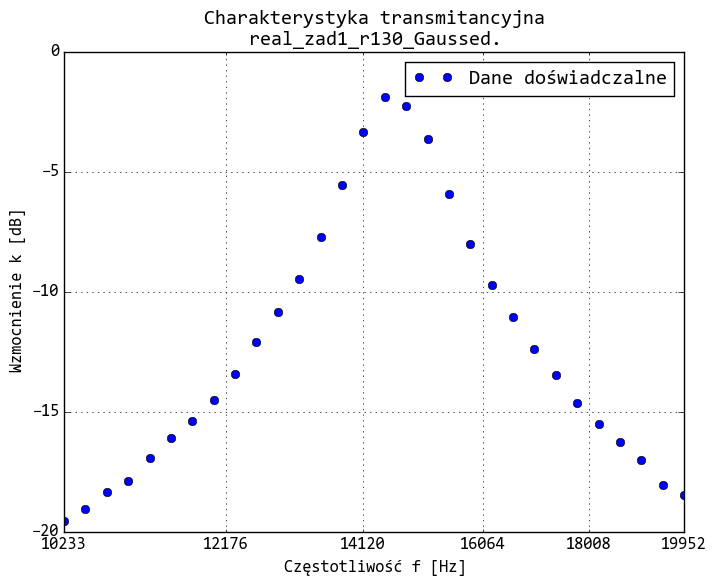 Charakterystyka transmitancyjna
real_zad1_r130_Gaussed.
Dane doświadczalne
0
−5
−10
−15
−20
Wzmocnienie k [dB]
10233 12176 14120 16064 18008 19952
Częstotliwość f [Hz]